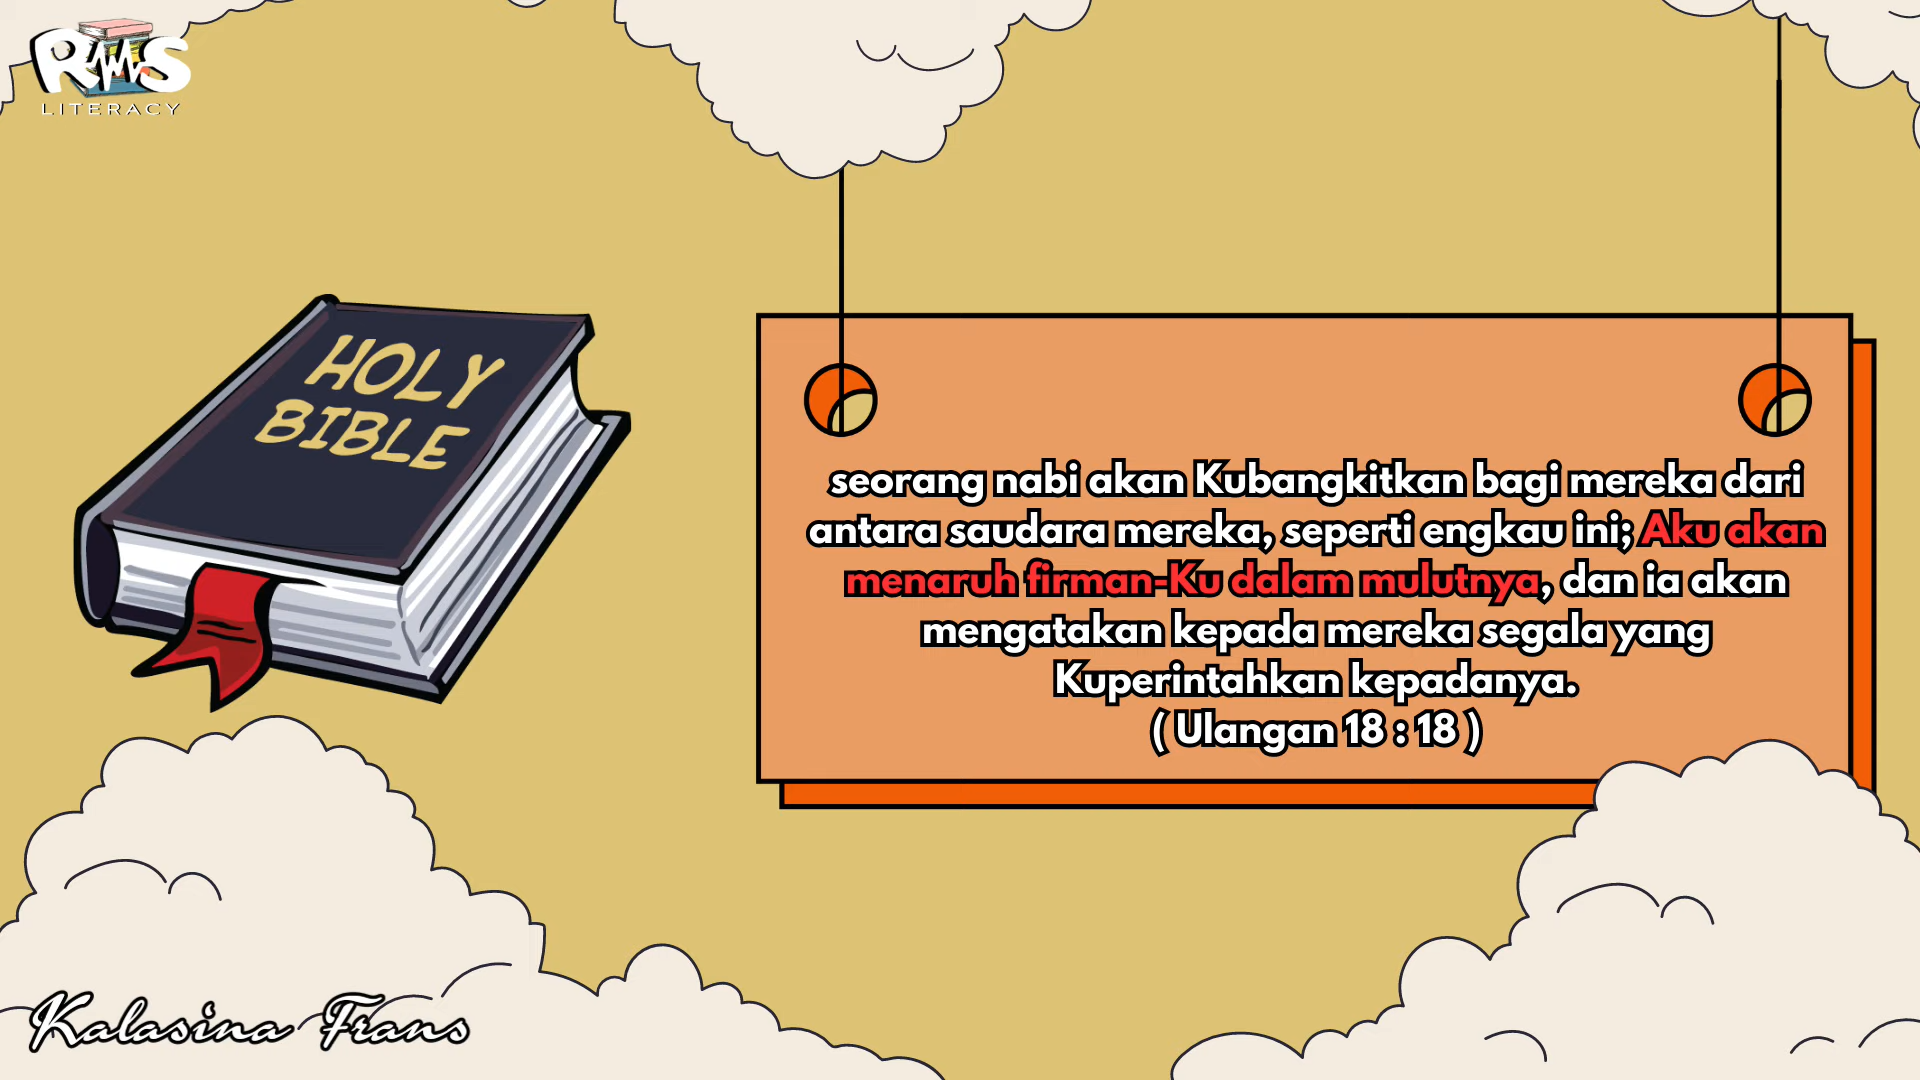 RMS
LITERACY
HOLY
BIBLE
seorang nabi akan Kubangkitkan bagi mereka dari
antara saudara mereka, seperti engkau ini; Aku akan
menaruh firman-Ku dalam mulutnya, dan ia akan
mengatakan kepada mereka segala yang
Kuperintahkan kepadanya.
( Ulangan 18 : 18 )
Kalasina Frans